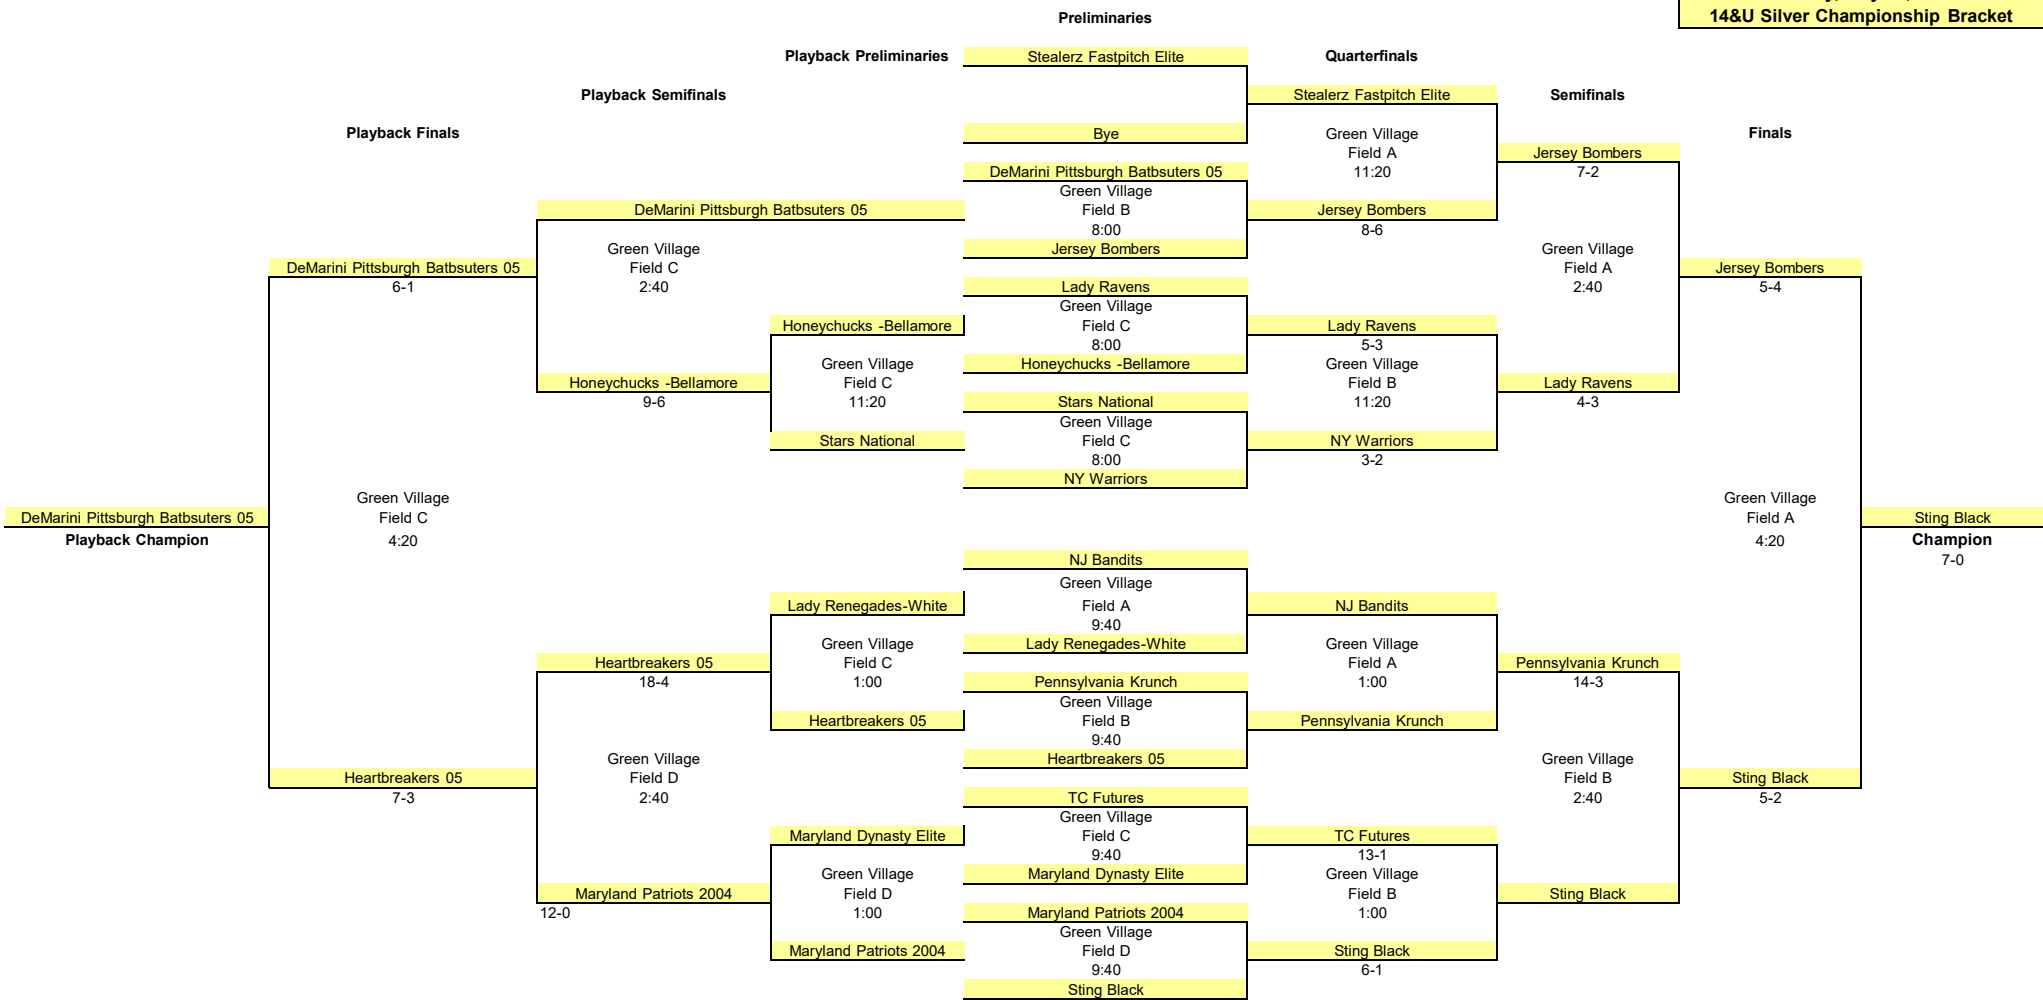 Preliminaries
14&U Silver Championship Bracket
Playback Preliminaries
Stealerz Fastpitch Elite
Quarterfinals
Playback Semifinals
Stealerz Fastpitch Elite
Semifinals
Playback Finals
Bye
Green Village
Finals
Field A
Jersey Bombers
DeMarini Pittsburgh Batbsuters 05
11:20
7-2
Green Village
DeMarini Pittsburgh Batbsuters 05
Field B
Jersey Bombers
8:00
8-6
Green Village
Jersey Bombers
Green Village
DeMarini Pittsburgh Batbsuters 05
Field C
Field A
Jersey Bombers
6-1
2:40
Lady Ravens
2:40
5-4
Green Village
Honeychucks -Bellamore
Field C
Lady Ravens
8:00
5-3
Green Village
Honeychucks -Bellamore
Green Village
Honeychucks -Bellamore
Field C
Field B
Lady Ravens
9-6
11:20
Stars National
11:20
4-3
Green Village
Stars National
Field C
NY Warriors
8:00
3-2
NY Warriors
Green Village
Green Village
DeMarini Pittsburgh Batbsuters 05
Field C
Field A
Sting Black
Playback Champion
4:20
4:20
Champion
NJ Bandits
7-0
Green Village
Lady Renegades-White
Field A
NJ Bandits
9:40
Green Village
Lady Renegades-White
Green Village
Heartbreakers 05
Field C
Field A
Pennsylvania Krunch
18-4
1:00
Pennsylvania Krunch
1:00
14-3
Green Village
Heartbreakers 05
Field B
Pennsylvania Krunch
9:40
Green Village
Heartbreakers 05
Green Village
Heartbreakers 05
Field D
Field B
Sting Black
7-3
2:40
TC Futures
2:40
5-2
Green Village
Maryland Dynasty Elite
Field C
TC Futures
9:40
13-1
Green Village
Maryland Dynasty Elite
Green Village
Maryland Patriots 2004
Field D
Field B
Sting Black
12-0
1:00
Maryland Patriots 2004
1:00
Green Village
Maryland Patriots 2004
Field D
Sting Black
9:40
6-1
Sting Black